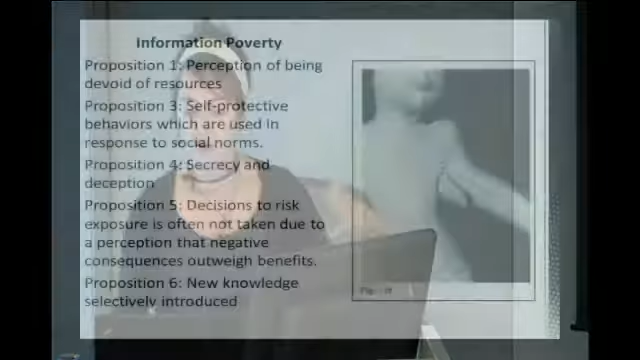 Information Poverty
Proposition 1: Perception of being
devoid of resources
Proposition 3: Self-protective
behaviors which are used in
response to social norms.
Proposition 4: Secrecy and
deception
Proposition 5: Decisions to risk
exposure is often not taken due to
a perception that negative
consequences outweigh benefits.
Proposition 6: New knowledge
selectively introduced